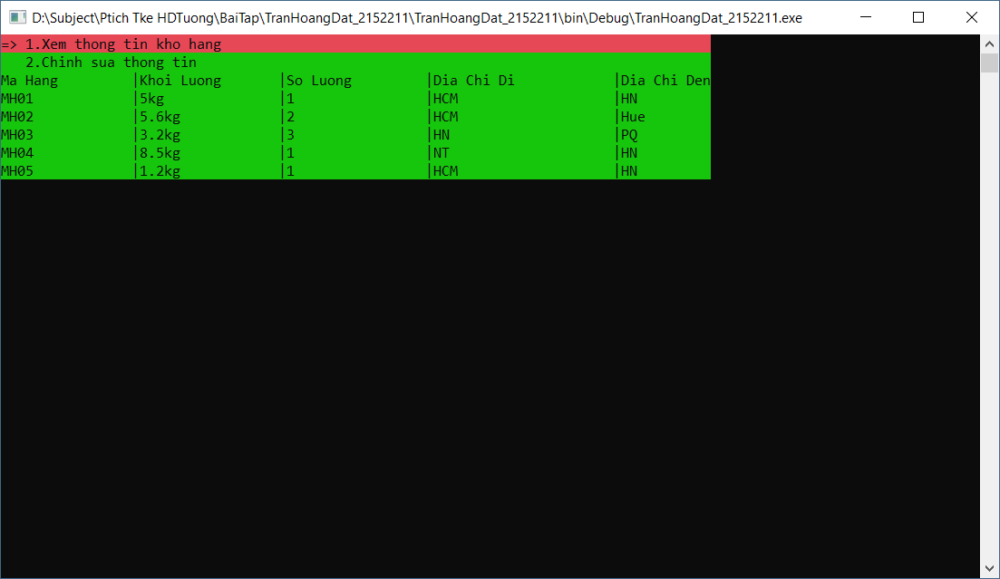 D:\Subject\Ptich Tke HDTuong\BaiTap\TranHoangDat_2152211\TranHoangDat_2152211\bin\Debug\TranHoangDat_2152211.exe
=> 1.Xem thong tin kho hang
2.Chinh sua thong tin
Ma Hang |Khoi Luong |So Luong |Dia Chi Di |Dia Chi Den
MH01 |5kg |1 |HCM |HN
MH02 |5.6kg |2 |HCM |Hue
MH03 |3.2kg |3 |HN |PQ
MH04 |8.5kg |1 |NT |HN
MH05 |1.2kg |1 |HCM |HN